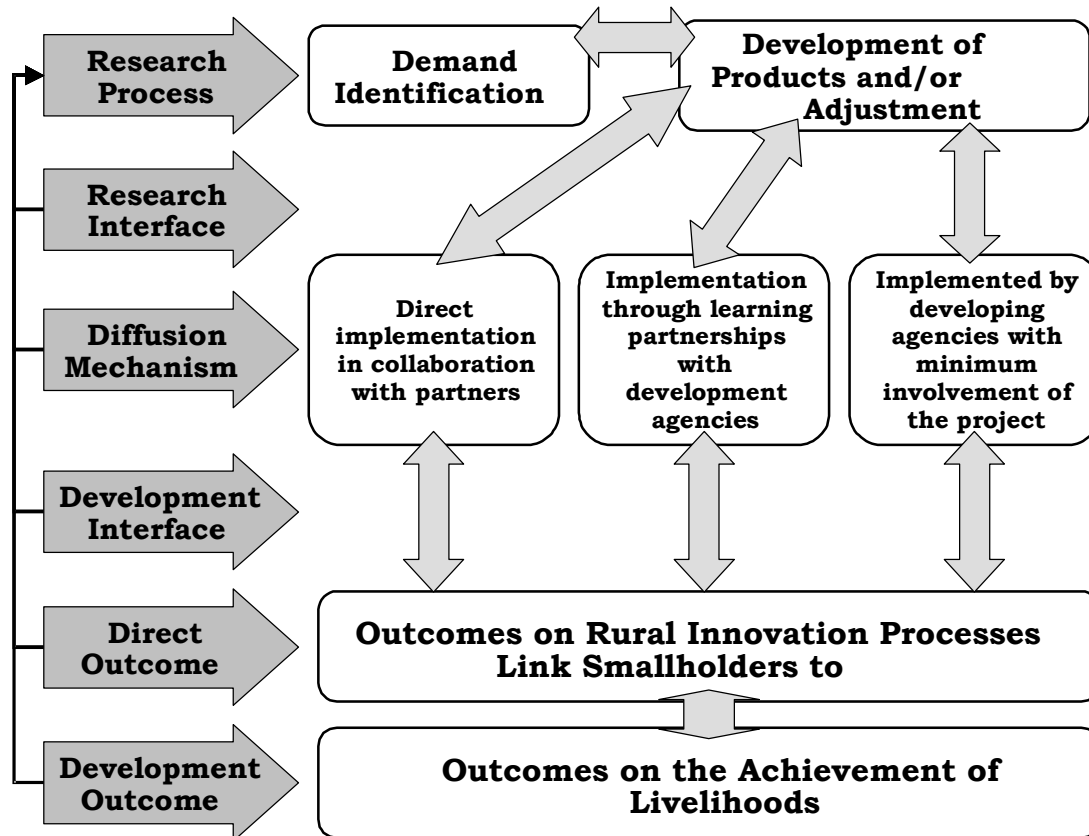 Research
Process
Demand
Identification
Development of
Products and/or
Adjustment
Research
Interface
Diffusion
Mechanism
Direct
implementation
in collaboration
with partners
Implementation
through learning
partnerships
with
development
agencies
Implemented by
developing
agencies with
minimum
involvement of
the project
Development
Interface
Direct
Outcome
Outcomes on Rural Innovation Processes
Link Smallholders to
Development
Outcome
Outcomes on the Achievement of
Livelihoods